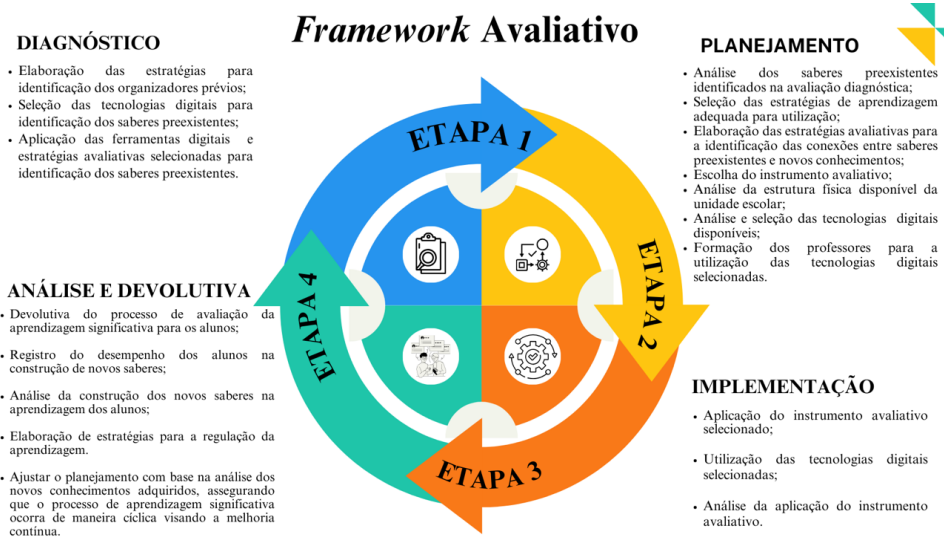 Framework Avaliativo
DIAGNÓSTICO
• Elaboração das estratégias para
identificação dos organizadores prévios;
• Seleção das tecnologias digitais para
identificação dos saberes preexistentes;
• Aplicação das ferramentas digitais e
estratégias avaliativas selecionadas para
identificação dos saberes preexistentes.
PLANEJAMENTO
• Análise dos saberes preexistentes
identificados na avaliação diagnóstica;
• Seleção das estratégias de aprendizagem
adequada para utilização;
• Elaboração das estratégias avaliativas para
a identificação das conexões entre saberes
preexistentes e novos conhecimentos;
• Escolha do instrumento avaliativo;
• Análise da estrutura física disponível da
unidade escolar;
• Análise e seleção das tecnologias digitais
disponíveis;
• Formação dos professores para a
utilização das tecnologias digitais
selecionadas.
ETAPA 1
ETAPA 2
ETAPA 3
ETAPA 4
ANÁLISE E DEVOLUTIVA
• Devolutiva do processo de avaliação da
aprendizagem significativa para os alunos;
• Registro do desempenho dos alunos na
construção de novos saberes;
• Análise da construção dos novos saberes na
aprendizagem dos alunos;
• Elaboração de estratégias para a regulação da
aprendizagem.
• Ajustar o planejamento com base na análise dos
novos conhecimentos adquiridos, assegurando
que o processo de aprendizagem significativa
ocorra de maneira cíclica visando a melhoria
contínua.
IMPLEMENTAÇÃO
• Aplicação do instrumento avaliativo
selecionado;
• Utilização das tecnologias digitais
selecionadas;
• Análise da aplicação do instrumento
avaliativo.